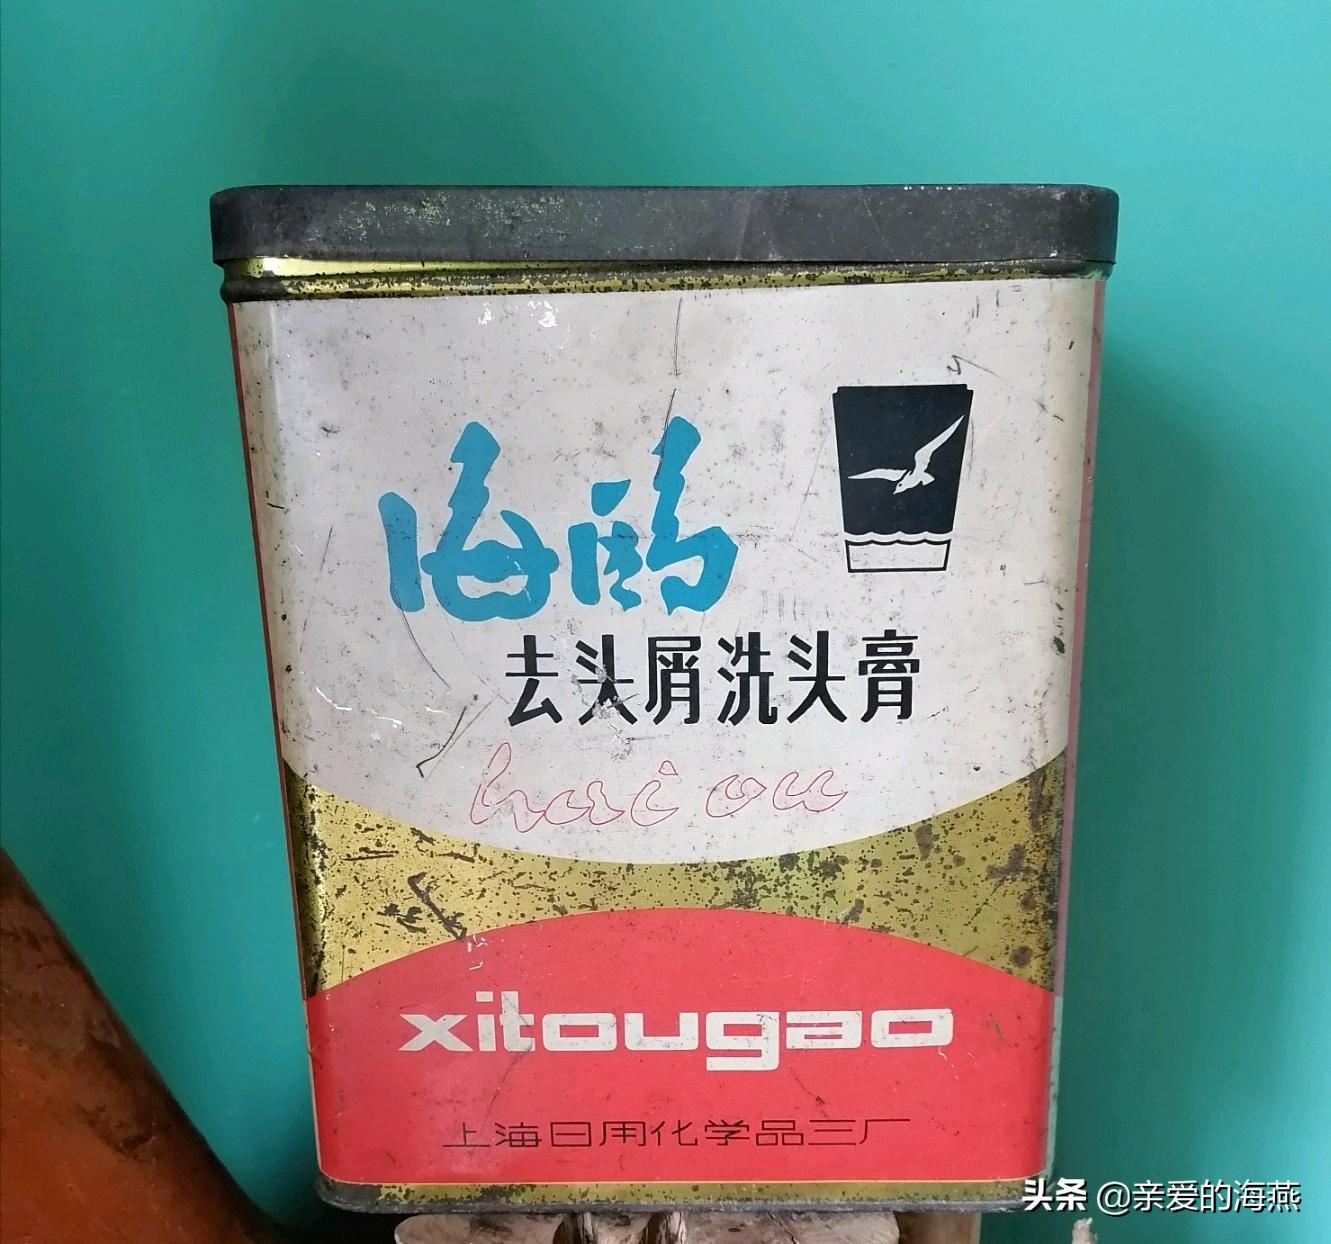 海鸥
去头屑洗头膏
hai ou
xitougao
上海日用化学品三厂
头条 @亲爱的海燕